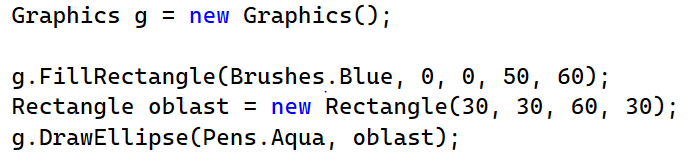 Graphics g = new Graphics();
g.FillRectangle(Brushes.Blue, 0, 0, 50, 60);
Rectangle oblast = new Rectangle(30, 30, 60, 30);
g.DrawEllipse(Pens.Aqua, oblast);